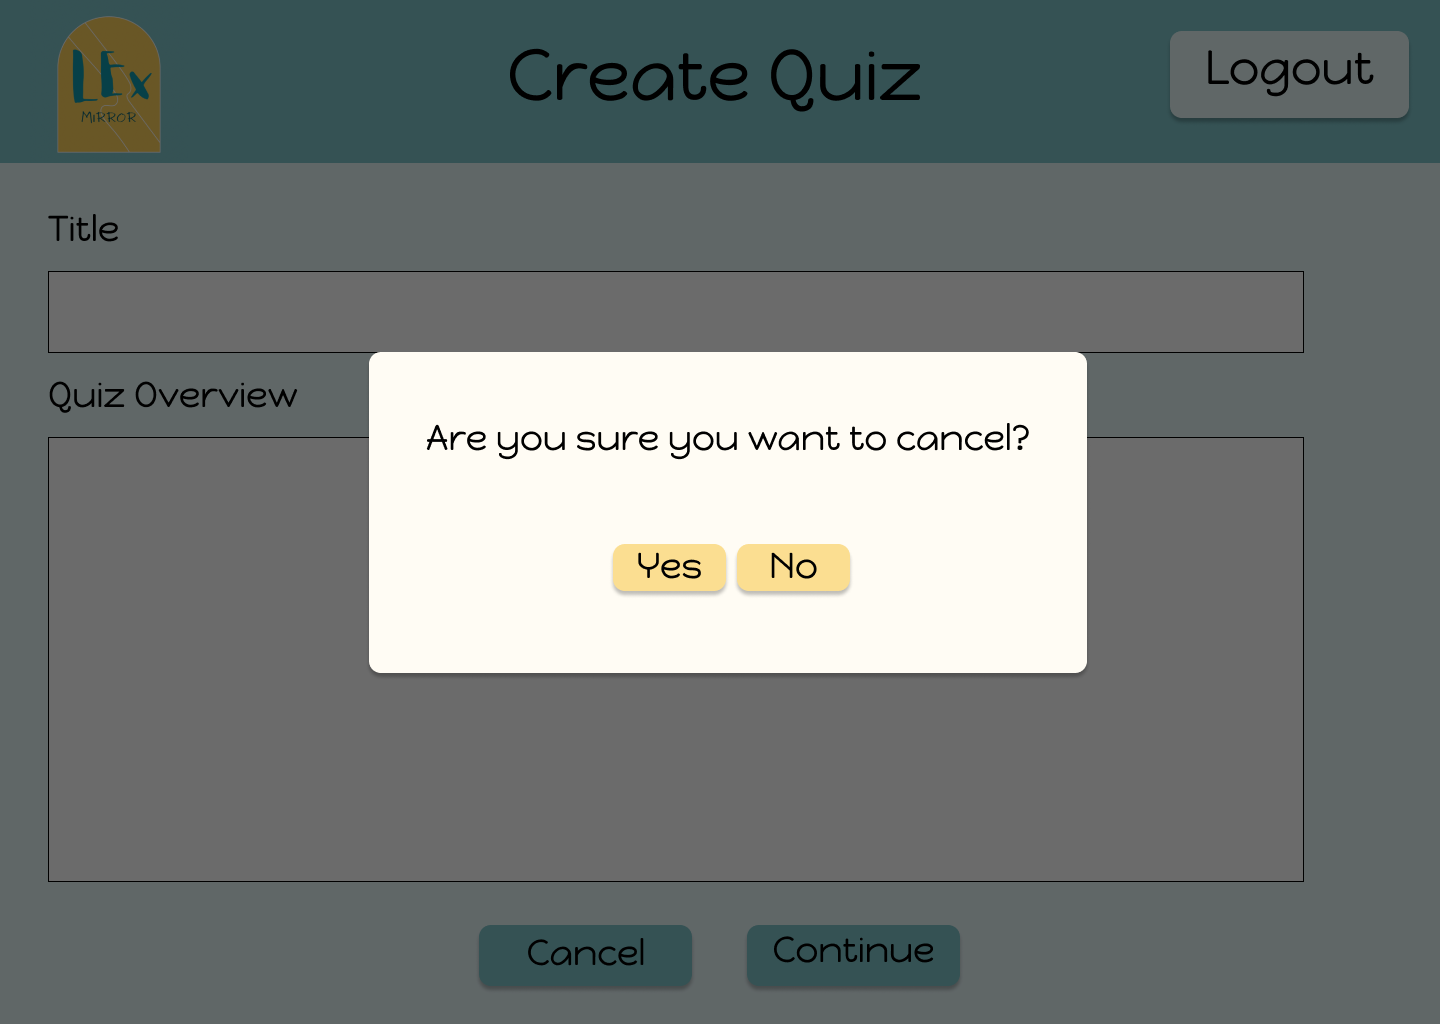 LEx
MIRROR
Create Quiz
Logout
Title
Quiz Overview
Are you sure you want to cancel?
Yes
No
Cancel
Continue